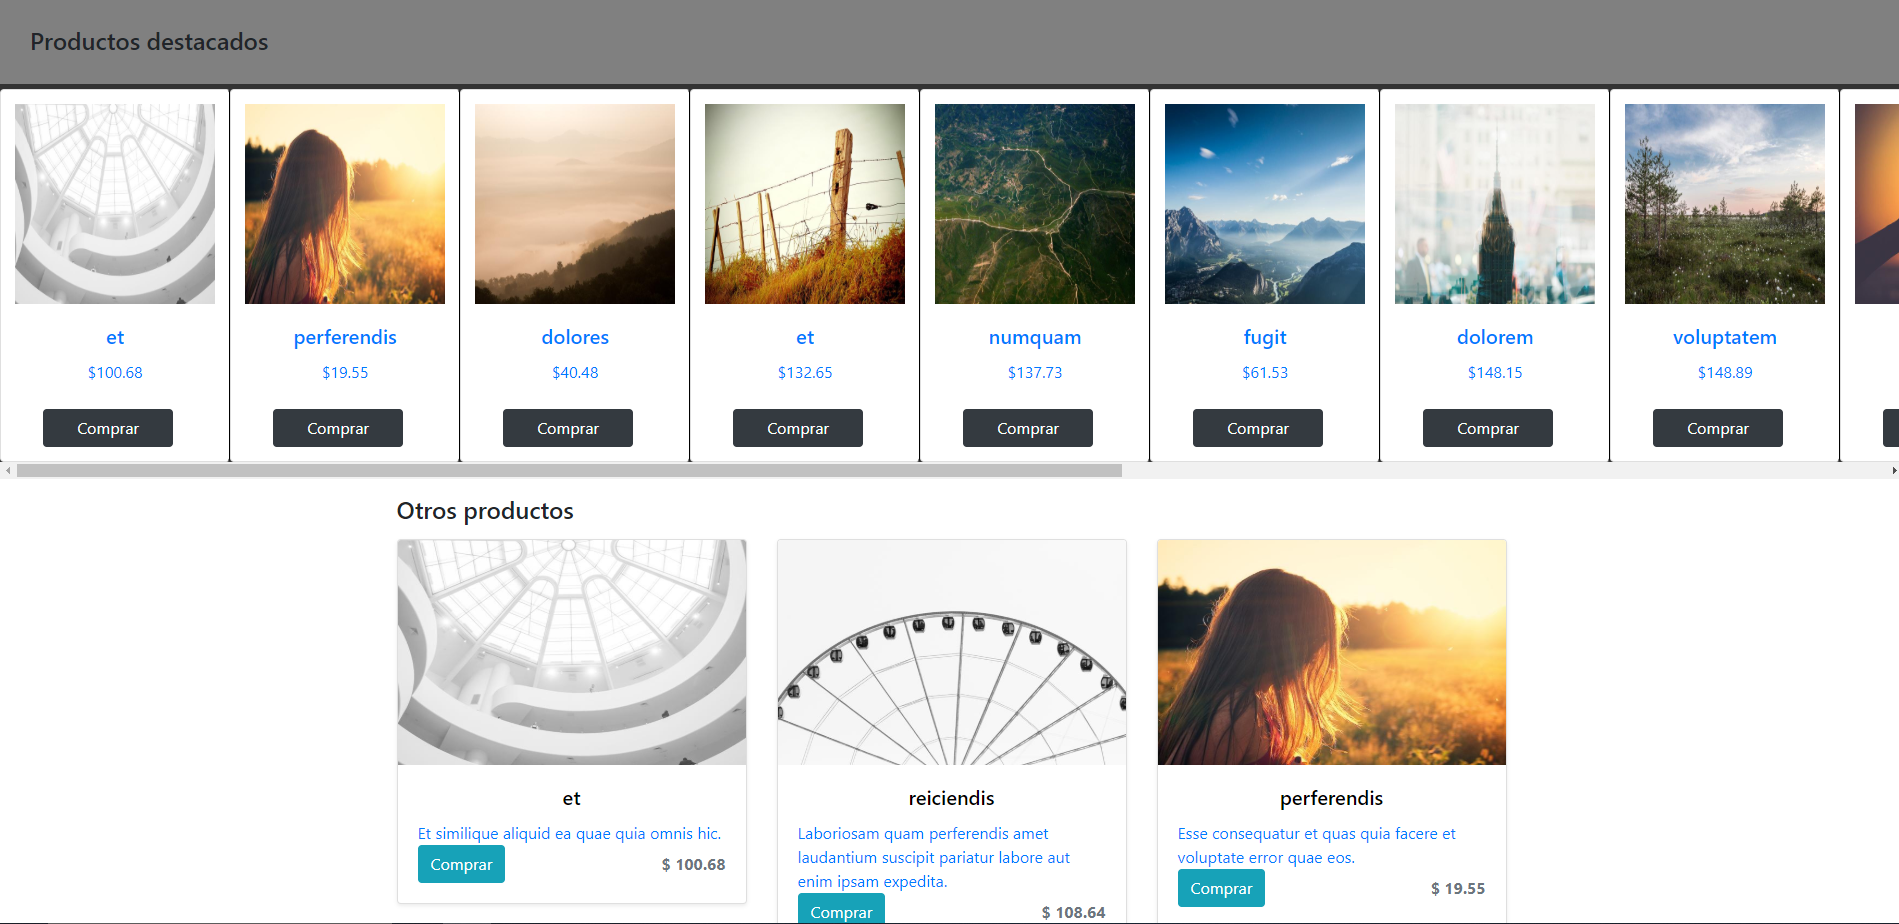 Productos destacados
et
perferendis
dolores
et
numquam
fugit
dolorem
voluptatem
$100.68
$19.55
$40.48
$132.65
$137.73
$61.53
$148.15
$148.89
Comprar
Comprar
Comprar
Comprar
Comprar
Comprar
Comprar
Comprar
Otros productos
et
Et similique aliquid ea quae quia omnis hic.
Comprar
$ 100.68
reiciendis
Laboriosam quam perferendis amet
laudantium suscipit pariatur labore aut
enim ipsam expedita.
Comprar
$ 108.64
perferendis
Esse consequatur et quas quia facere et
voluptate error quae eos.
Comprar
$ 19.55